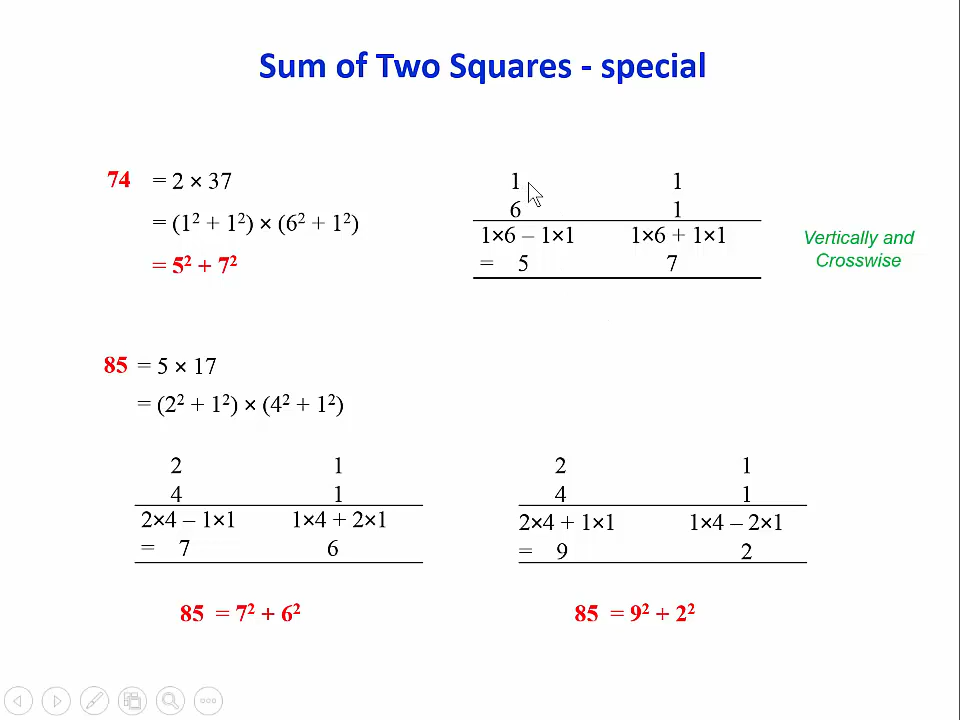 Sum of Two Squares - special
74 = 2 × 37
= (1² + 1²) × (6² + 1²)
= 5² + 7²
1 1
6 1
1×6 – 1×1 1×6 + 1×1
= 5 7
Vertically and
Crosswise
85 = 5 × 17
= (2² + 1²) × (4² + 1²)
2 1
4 1
2×4 – 1×1 1×4 + 2×1
= 7 6
85 = 7² + 6²
2 1
4 1
2×4 + 1×1 1×4 – 2×1
= 9 2
85 = 9² + 2²